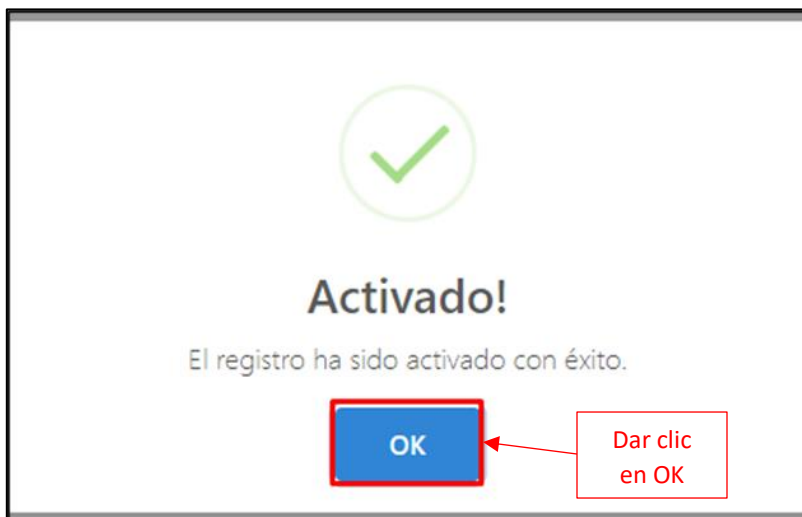 Activado!
El registro ha sido activado con éxito.
OK
Dar clic
en OK